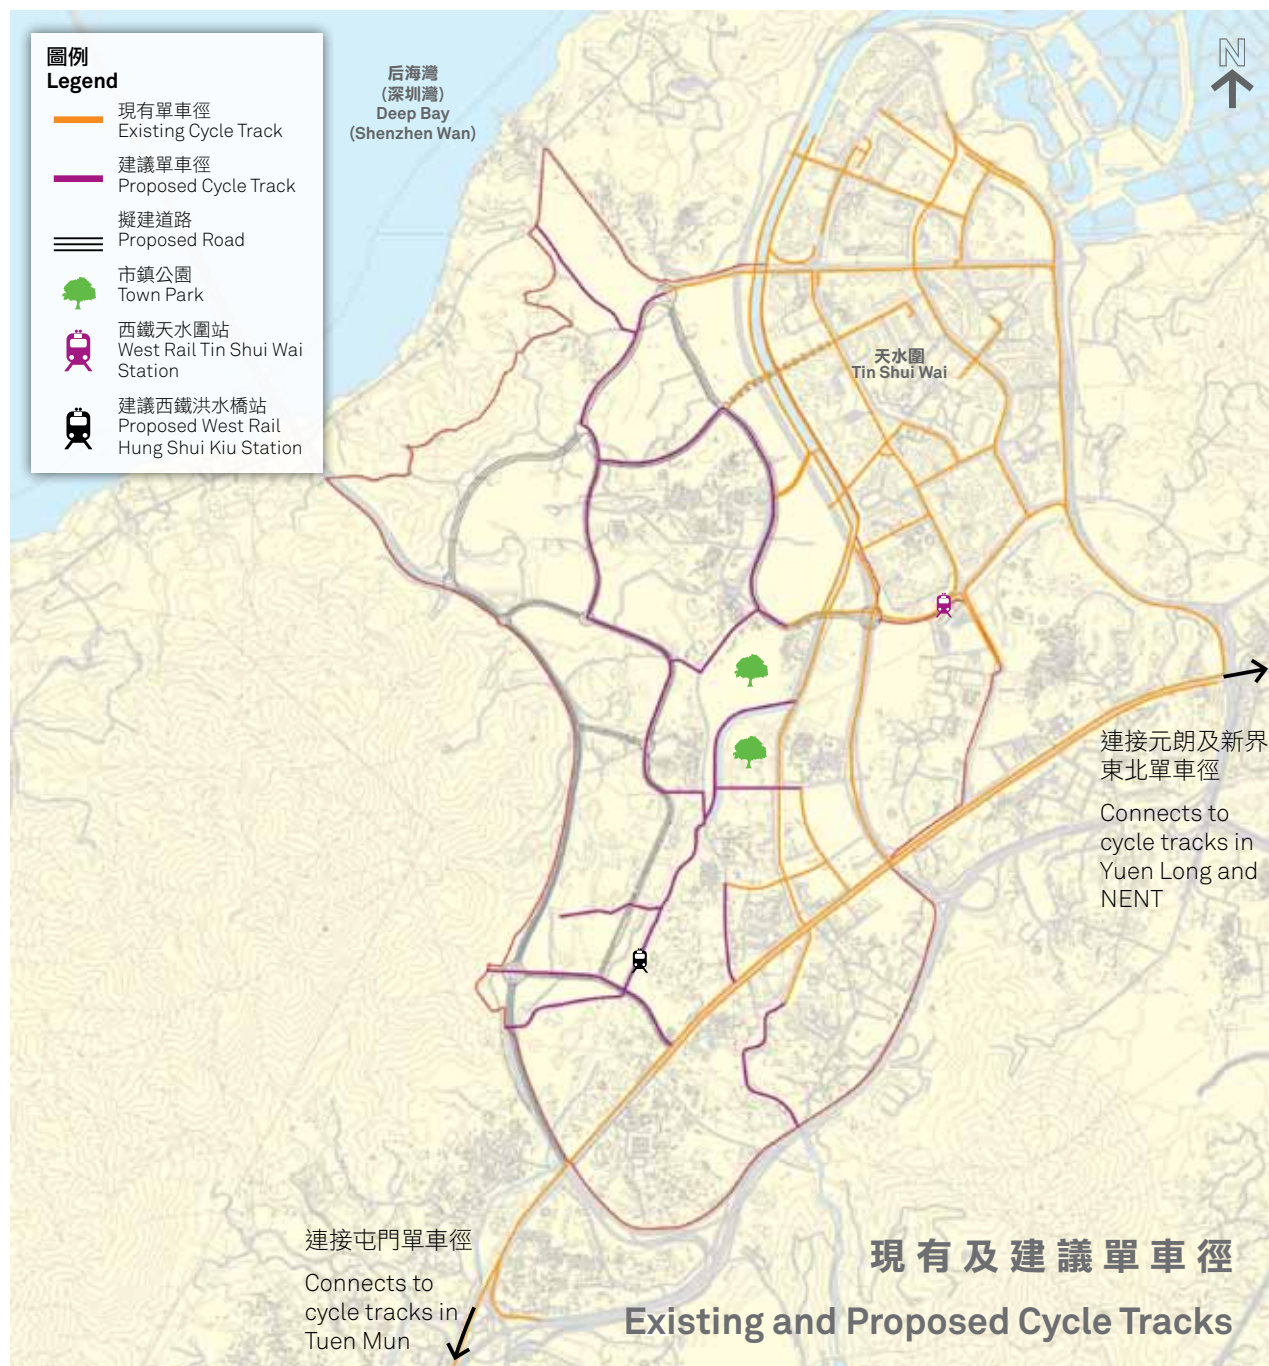 圖例
Legend
現有單車徑
Existing Cycle Track
建議單車徑
Proposed Cycle Track
擬建道路
Proposed Road
市鎮公園
Town Park
西鐵天水圍站
West Rail Tin Shui Wai
Station
建議西鐵洪水橋站
Proposed West Rail
Hung Shui Kiu Station
后海灣
(深圳灣)
Deep Bay
(Shenzhen Wan)
N
天水圍
Tin Shui Wai
連接元朗及新界
東北單車徑
Connects to
cycle tracks in
Yuen Long and
NENT
連接屯門單車徑
Connects to
cycle tracks in
Tuen Mun
現有及建議單車徑
Existing and Proposed Cycle Tracks